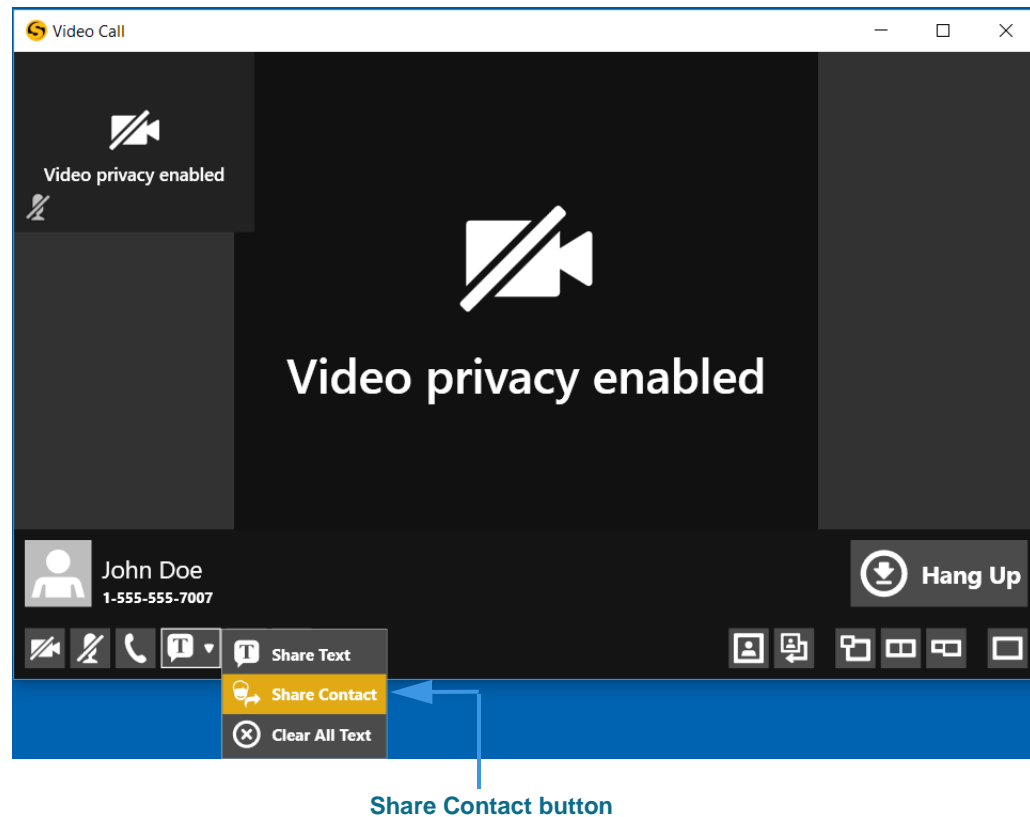 Video Call
Video privacy enabled
Video privacy enabled
John Doe
1-555-555-7007
Hang Up
T
T Share Text
Share Contact
Clear All Text
Share Contact button